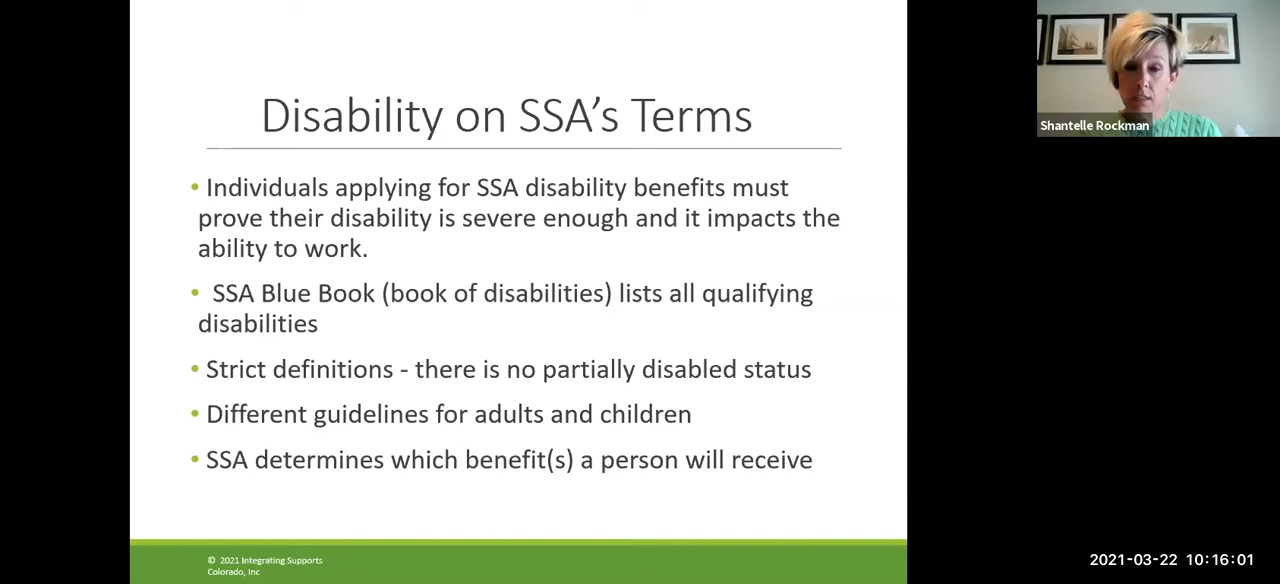 Disability on SSA's Terms
• Individuals applying for SSA disability benefits must
prove their disability is severe enough and it impacts the
ability to work.
• SSA Blue Book (book of disabilities) lists all qualifying
disabilities
• Strict definitions - there is no partially disabled status
• Different guidelines for adults and children
• SSA determines which benefit(s) a person will receive
© 2021 Integrating Supports
Colorado, Inc
Shantelle Rockman
2021-03-22 10:16:01